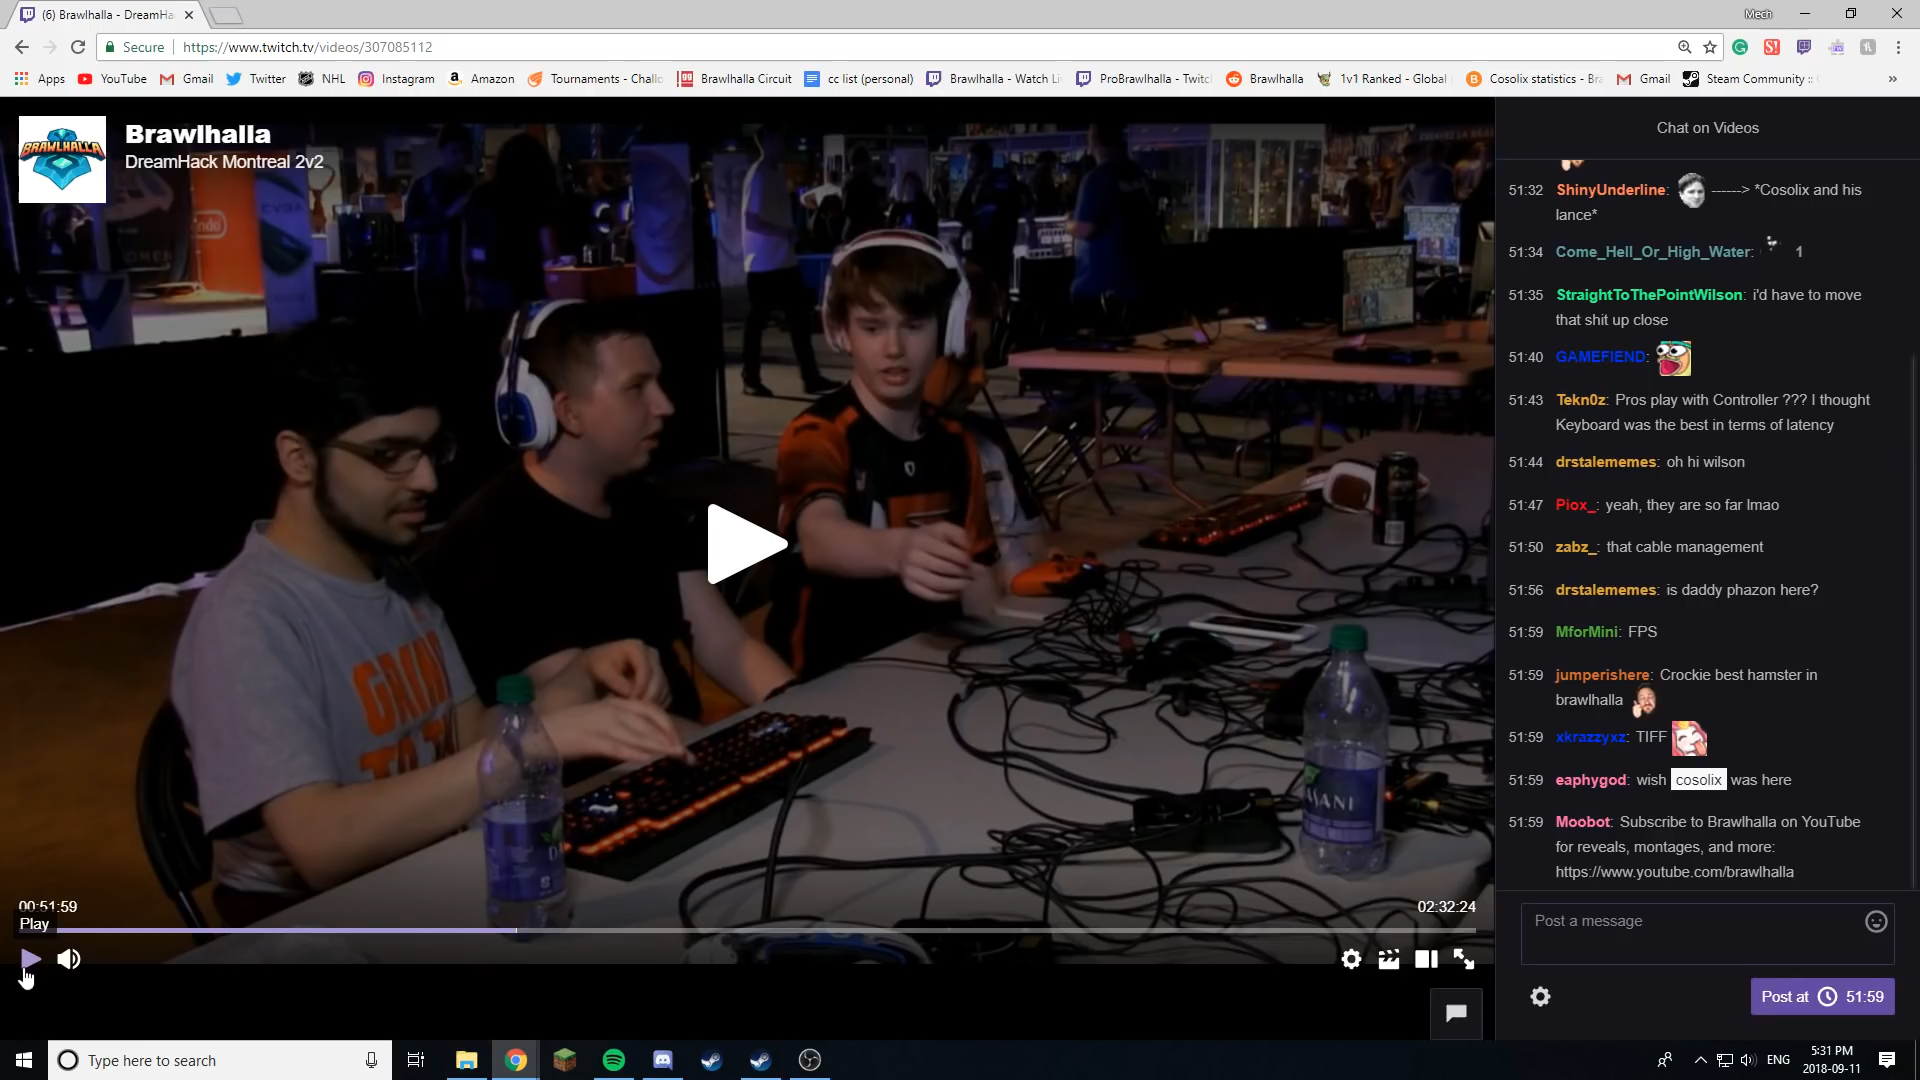 (6) Brawlhalla - DreamHa
Mech
Secure
https://www.twitch.tv/videos/307085112
Apps
YouTube
Gmail
Twitter
NHL
Instagram
Amazon
Tournaments - Challo
Brawlhalla Circuit
cc list (personal)
Brawlhalla - Watch Li
ProBrawlhalla - Twitch
Brawlhalla
1v1 Ranked - Global
Cosolix statistics - Bra
Gmail
Steam Community ::
»
BRAWLHALLA
Brawlhalla
DreamHack Montreal 2v2
ASANI
00:51:59
Play
02:32:24
Chat on Videos
51:32 ShinyUnderline: ------> *Cosolix and his
lance*
51:34 Come_Hell_Or_High_Water: 1
51:35 StraightToThePointWilson: i'd have to move
that shit up close
51:40 GAMEFIEND:
51:43 Tekn0z: Pros play with Controller ??? I thought
Keyboard was the best in terms of latency
51:44 drstalememes: oh hi wilson
51:47 Piox_: yeah, they are so far lmao
51:50 zabz_: that cable management
51:56 drstalememes: is daddy phazon here?
51:59 MforMini: FPS
51:59 jumperishere: Crockie best hamster in
brawlhalla
51:59 xkrazzyxz: TIFF
51:59 eaphygod: wish cosolix was here
51:59 Moobot: Subscribe to Brawlhalla on YouTube
for reveals, montages, and more:
https://www.youtube.com/brawlhalla
Post a message
Post at 51:59
Type here to search
ENG
5:31 PM
2018-09-11